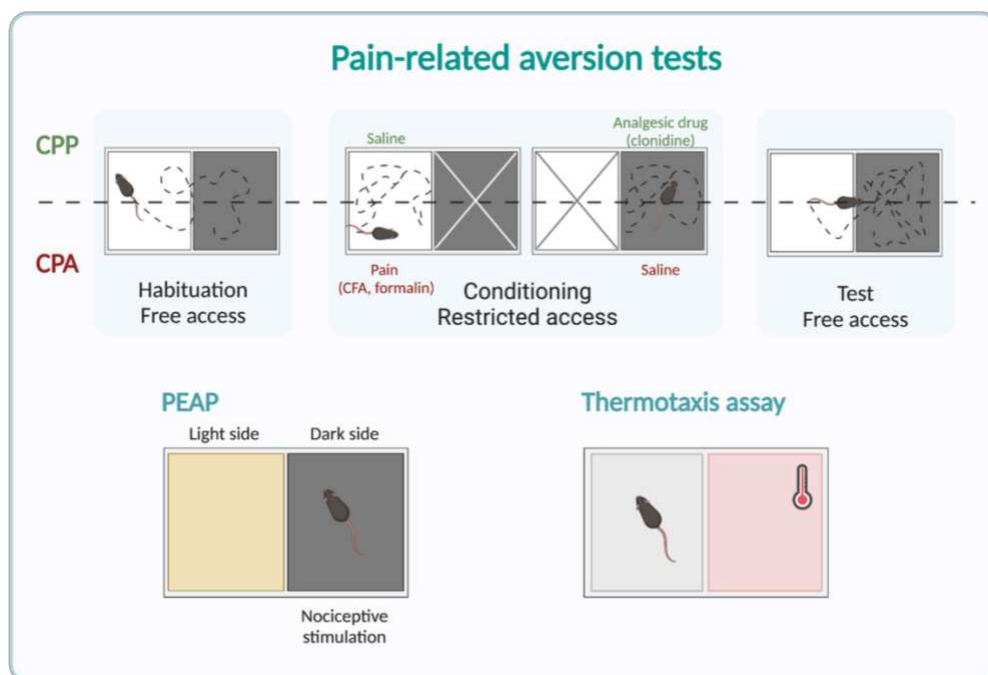 Pain-related aversion tests
CPP
CPA
Habituation
Free access
Saline
Analgesic drug
(clonidine)
Pain
(CFA, formalin)
Saline
Conditioning
Restricted access
Test
Free access
PEAP
Light side
Dark side
Nociceptive
stimulation
Thermotaxis assay